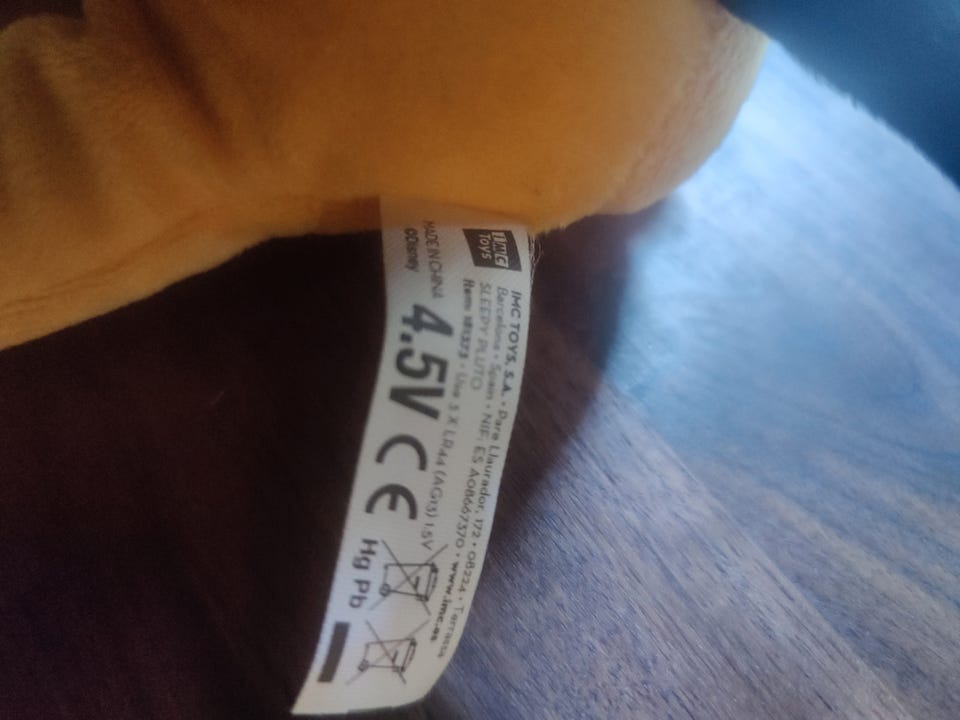 IMC
Toys
IMC TOYS, S.A. • Pare Llaurador, 172 • 08224 • Terrassa
Barcelona • Spain • NIF: ES A08667370 • www.imc.es
SLEEPY PLUTO
Item: 181373 • Use 3 X LR44 (AG13) 1,5V
4.5V CE
Hg Pb
MADE IN CHINA
©Disney